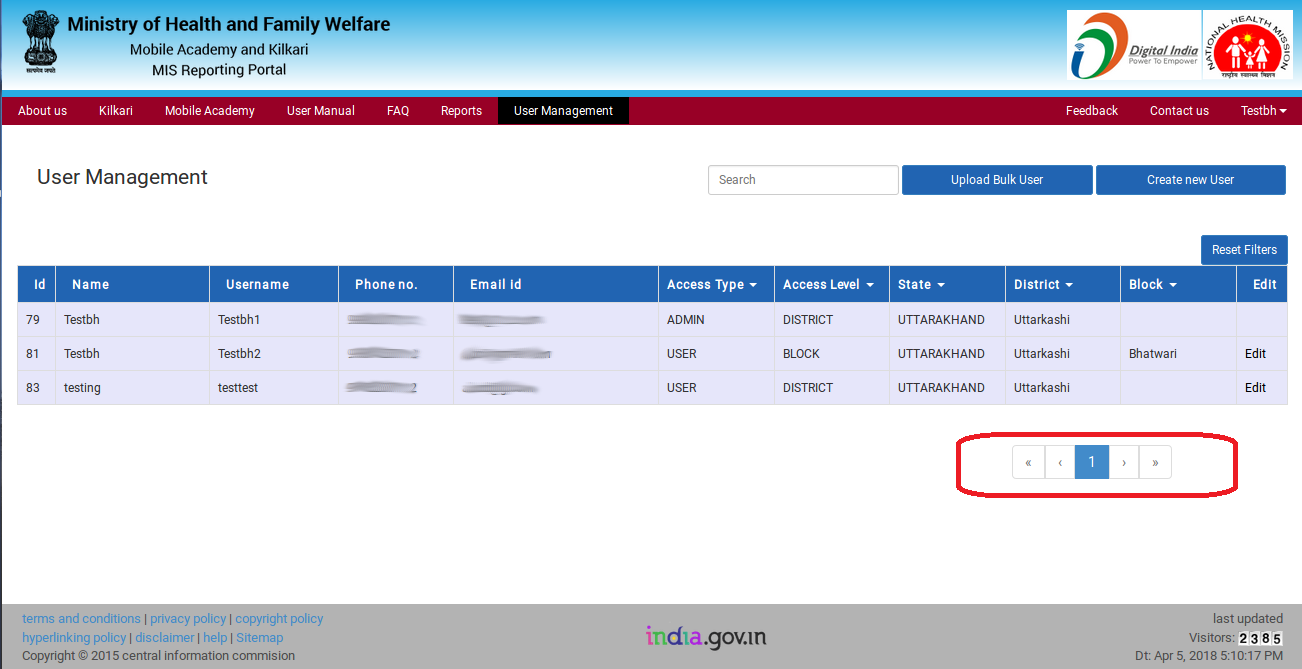 Ministry of Health and Family Welfare
Mobile Academy and Kilkari
MIS Reporting Portal
सत्यमेव जयते
Digital India
Power To Empower
NATIONAL HEALTH MISSION
राष्ट्रीय स्वास्थ्य मिशन
About us Kilkari Mobile Academy User Manual FAQ Reports User Management Feedback Contact us Testbh
User Management
Search Upload Bulk User Create new User
Reset Filters
Id Name Username Phone no. Email id Access Type Access Level State District Block Edit
79 Testbh Testbh1 ADMIN DISTRICT UTTARAKHAND Uttarkashi
81 Testbh Testbh2 USER BLOCK UTTARAKHAND Uttarkashi Bhatwari Edit
83 testing testtest USER DISTRICT UTTARAKHAND Uttarkashi Edit
« ‹ 1 › »
terms and conditions | privacy policy | copyright policy
hyperlinking policy | disclaimer | help | Sitemap
Copyright © 2015 central information commision
india.gov.in
last updated
Visitors: 2385
Dt: Apr 5, 2018 5:10:17 PM